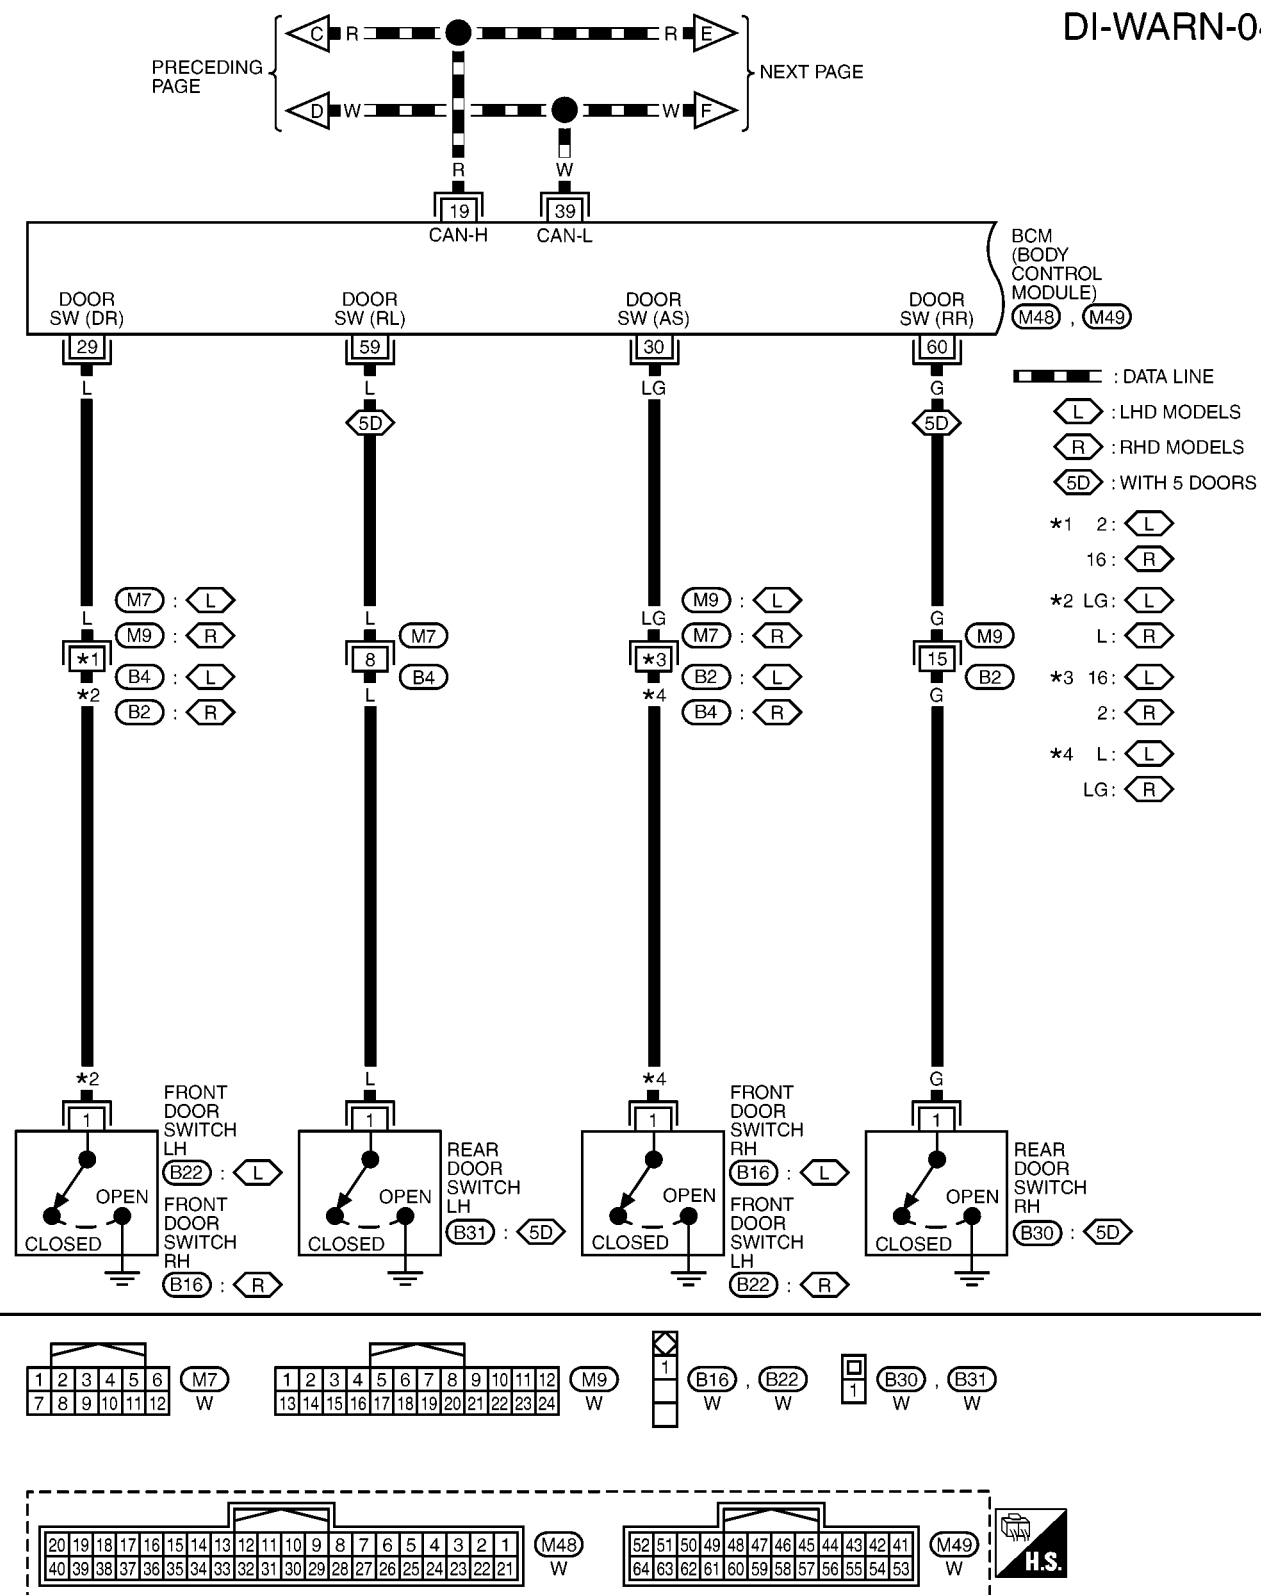 DI-WARN-04
C R R E
PRECEDING PAGE
NEXT PAGE
D W W F
R W
19 39
CAN-H CAN-L
BCM
(BODY
CONTROL
MODULE)
M48 , M49
DOOR SW (DR)
DOOR SW (RL)
DOOR SW (AS)
DOOR SW (RR)
29 59 30 60
L L LG G
5D 5D
: DATA LINE
L : LHD MODELS
R : RHD MODELS
5D : WITH 5 DOORS
*1 2: L
16: R
*2 LG: L
L: R
*3 16: L
2: R
*4 L: L
LG: R
L L LG G
M7 : L
M9 : R
*1
B4 : L
B2 : R
*2
M7
8
B4
L
M9 : L
M7 : R
*3
B2 : L
B4 : R
*4
M9
15
B2
G
*2 L *4 G
1 1 1 1
FRONT
DOOR
SWITCH
LH
B22 : L
FRONT
DOOR
SWITCH
RH
B16 : R
OPEN
CLOSED
REAR
DOOR
SWITCH
LH
B31 : 5D
OPEN
CLOSED
FRONT
DOOR
SWITCH
RH
B16 : L
FRONT
DOOR
SWITCH
LH
B22 : R
OPEN
CLOSED
REAR
DOOR
SWITCH
RH
B30 : 5D
OPEN
CLOSED
1 2 3 4 5 6
7 8 9 10 11 12
M7
W
1 2 3 4 5 6 7 8 9 10 11 12
13 14 15 16 17 18 19 20 21 22 23 24
M9
W
1
B16 , B22
W W
1
B30 , B31
W W
20 19 18 17 16 15 14 13 12 11 10 9 8 7 6 5 4 3 2 1
40 39 38 37 36 35 34 33 32 31 30 29 28 27 26 25 24 23 22 21
M48
W
52 51 50 49 48 47 46 45 44 43 42 41
64 63 62 61 60 59 58 57 56 55 54 53
M49
W
H.S.